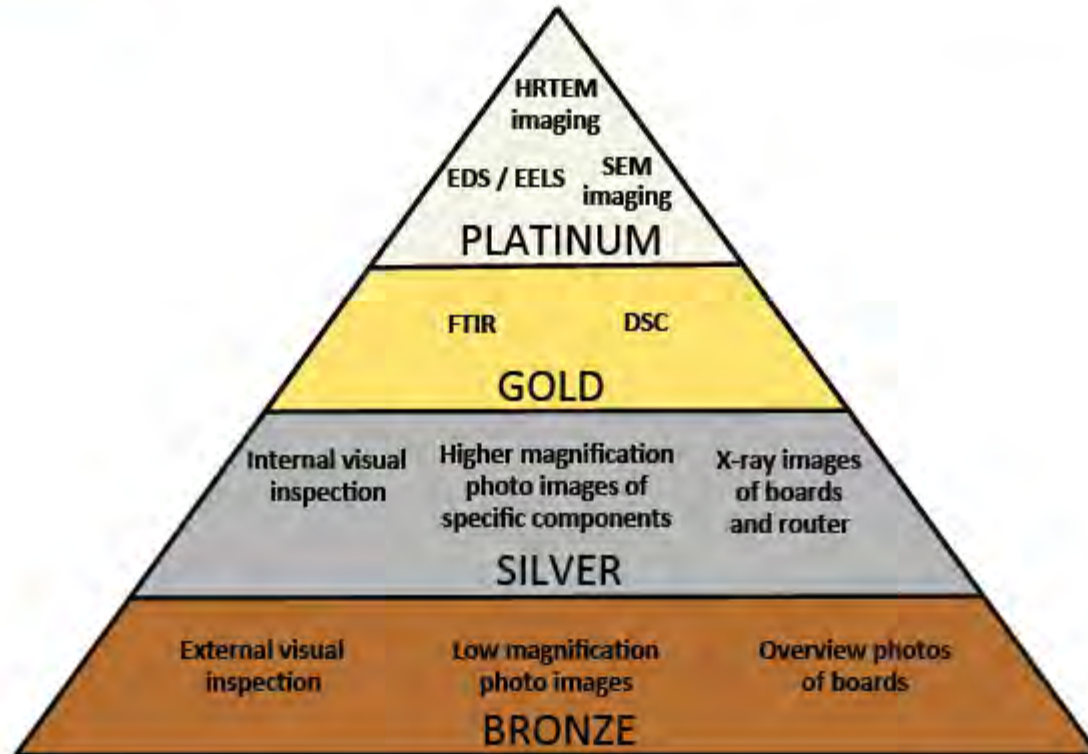 HRTEM
imaging
EDS / EELS
SEM
imaging
PLATINUM
FTIR
DSC
GOLD
Internal visual
inspection
Higher magnification
photo images of
specific components
X-ray images
of boards
and router
SILVER
External visual
inspection
Low magnification
photo images
Overview photos
of boards
BRONZE